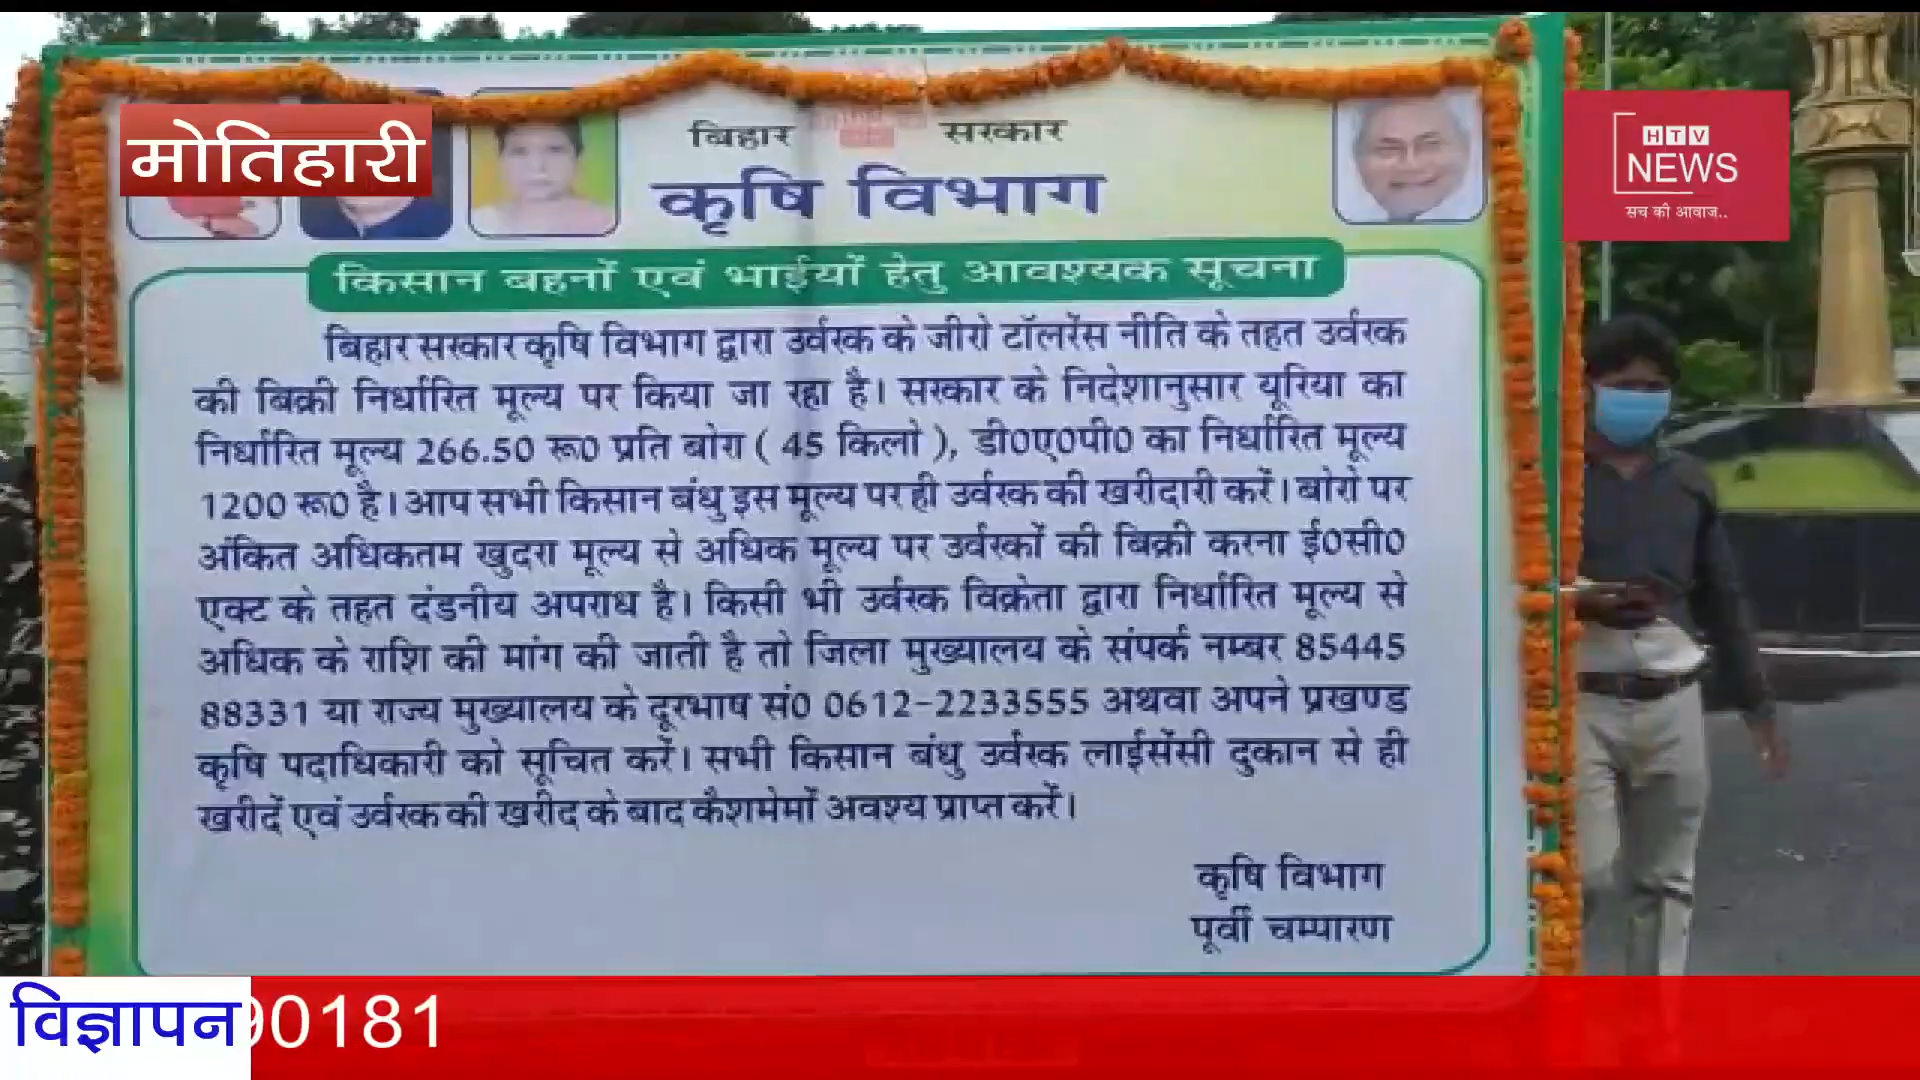 मोतिहारी
बिहार सरकार
कृषि विभाग
HTV
NEWS
सच की आवाज..
किसान बहनों एवं भाईयों हेतु आवश्यक सूचना
बिहार सरकार कृषि विभाग द्वारा उर्वरक के जीरो टॉलरेंस नीति के तहत उर्वरक
की बिक्री निर्धारित मूल्य पर किया जा रहा है। सरकार के निदेशानुसार यूरिया का
निर्धारित मूल्य 266.50 रू0 प्रति बोरा ( 45 किलो ), डी0ए0पी0 का निर्धारित मूल्य
1200 रू0 है। आप सभी किसान बंधु इस मूल्य पर ही उर्वरक की खरीदारी करें। बोरो पर
अंकित अधिकतम खुदरा मूल्य से अधिक मूल्य पर उर्वरकों की बिक्री करना ई0सी0
एक्ट के तहत दंडनीय अपराध है। किसी भी उर्वरक विक्रेता द्वारा निर्धारित मूल्य से
अधिक के राशि की मांग की जाती है तो जिला मुख्यालय के संपर्क नम्बर 85445
88331 या राज्य मुख्यालय के दूरभाष सं0 0612-2233555 अथवा अपने प्रखण्ड
कृषि पदाधिकारी को सूचित करें। सभी किसान बंधु उर्वरक लाईसेंसी दुकान से ही
खरीदें एवं उर्वरक की खरीद के बाद कैशमेमों अवश्य प्राप्त करें।
कृषि विभाग
पूर्वी चम्पारण
विज्ञापन 90181